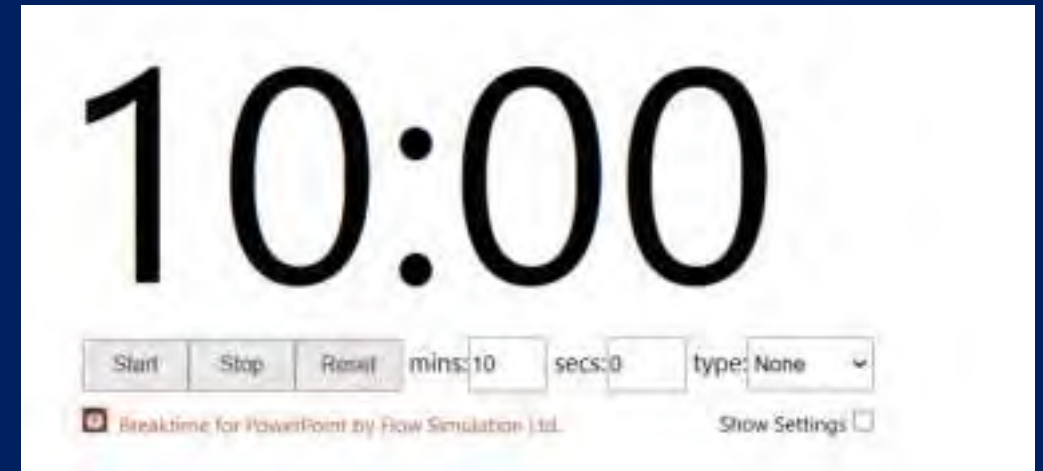 10:00
Start Stop Reset mins: 10 secs: 0 type: None
Breaktime for PowerPoint by Flow Simulation Ltd. Show Settings